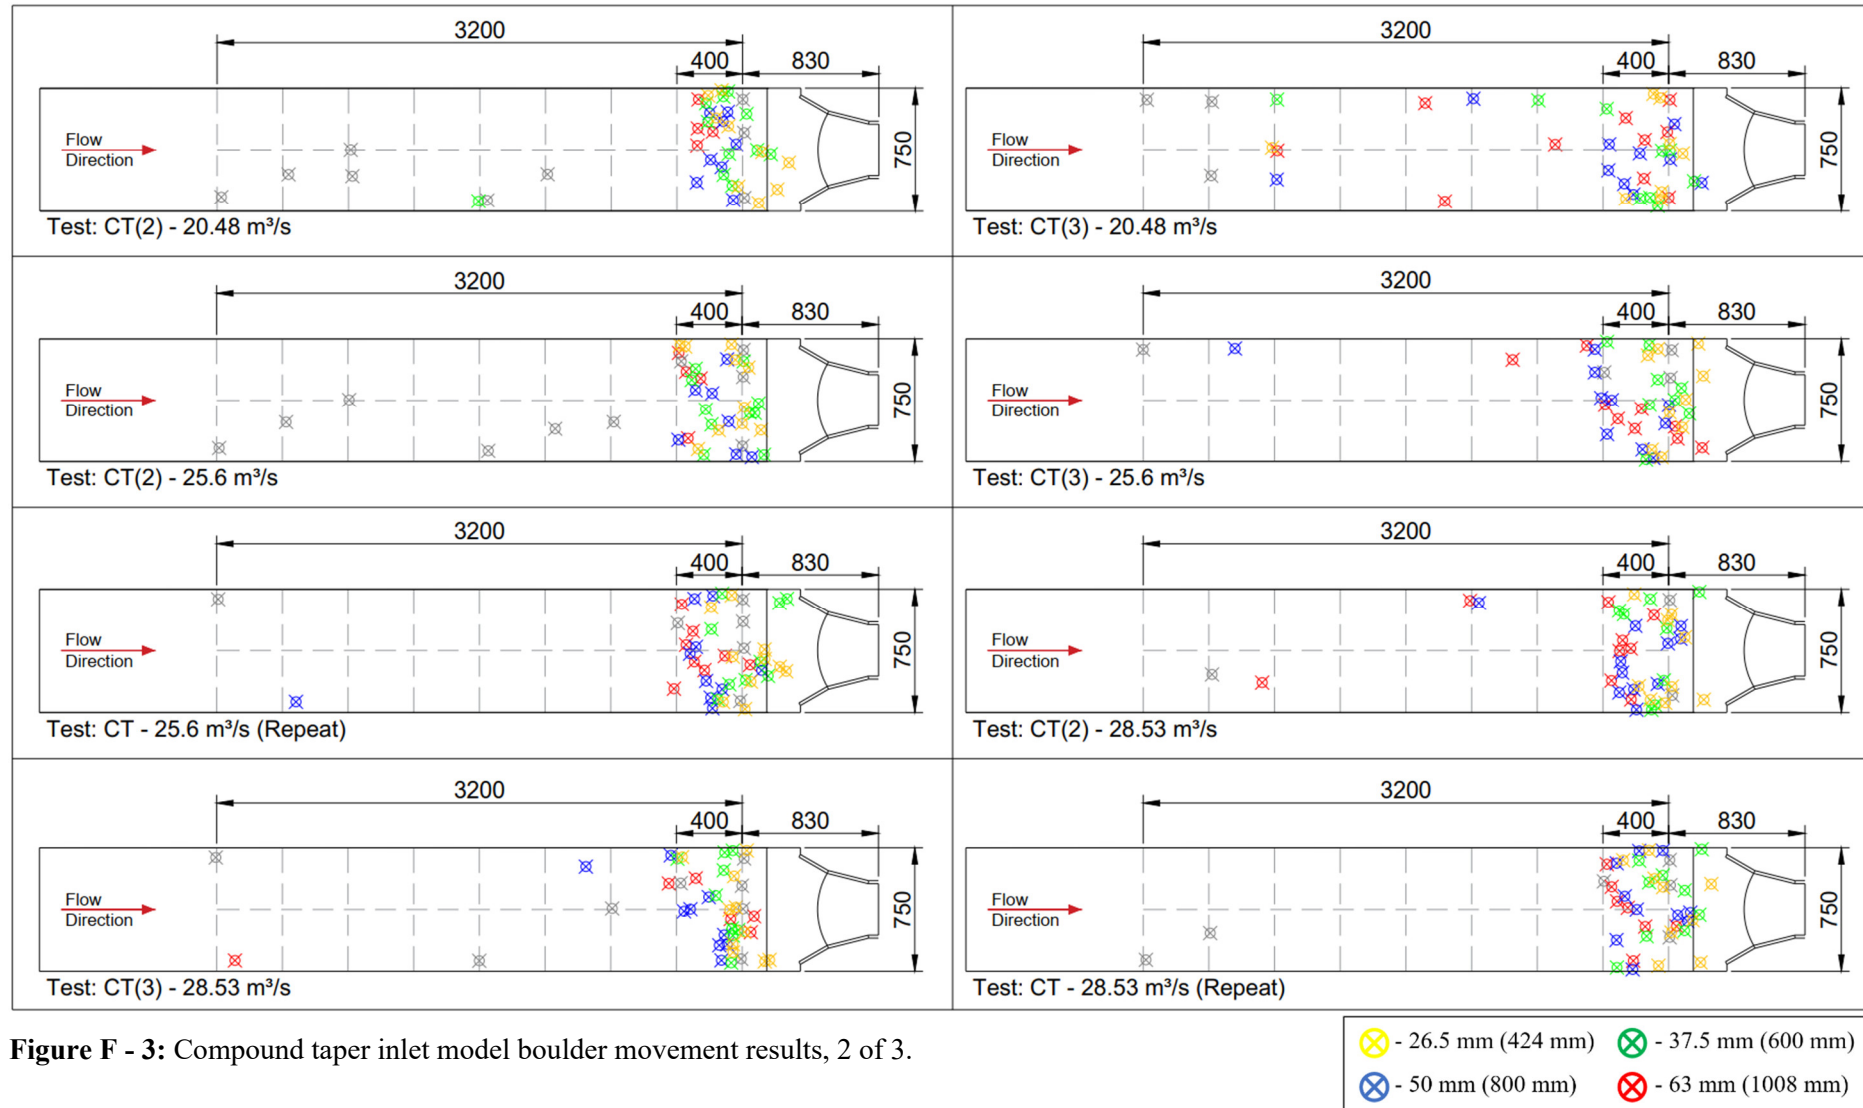 3200
400
830
Flow
Direction
750
Test: CT(2) - 20.48 m³/s
3200
400
830
Flow
Direction
750
Test: CT(3) - 20.48 m³/s
3200
400
830
Flow
Direction
750
Test: CT(2) - 25.6 m³/s
3200
400
830
Flow
Direction
750
Test: CT(3) - 25.6 m³/s
3200
400
830
Flow
Direction
750
Test: CT - 25.6 m³/s (Repeat)
3200
400
830
Flow
Direction
750
Test: CT(2) - 28.53 m³/s
3200
400
830
Flow
Direction
750
Test: CT(3) - 28.53 m³/s
3200
400
830
Flow
Direction
750
Test: CT - 28.53 m³/s (Repeat)
Figure F - 3: Compound taper inlet model boulder movement results, 2 of 3.
- 26.5 mm (424 mm)
- 37.5 mm (600 mm)
- 50 mm (800 mm)
- 63 mm (1008 mm)